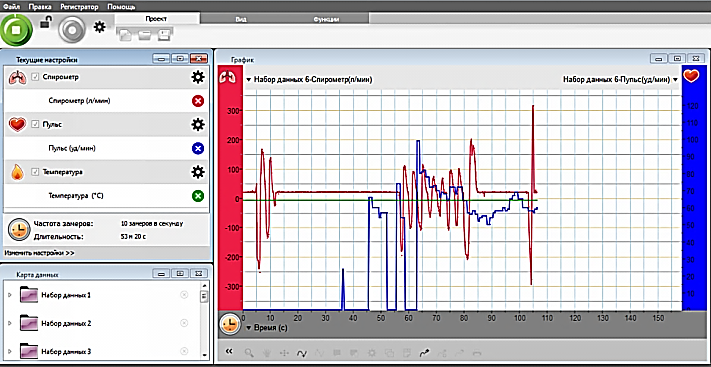 Файл Правка Регистратор Помощь
Проект Вид Функции
Текущие настройки
Спирометр
Спирометр (л/мин)
Пульс
Пульс (уд/мин)
Температура
Температура (°C)
Частота замеров: 10 замеров в секунду
Длительность: 53 м 20 с
Изменить настройки >>
Карта данных
Набор данных 1
Набор данных 2
Набор данных 3
График
Набор данных 6-Спирометр(л/мин) Набор данных 6-Пульс(уд/мин)
300
200
100
0
-100
-200
-300
120
110
100
90
80
70
60
50
40
30
20
10
0 10 20 30 40 50 60 70 80 90 100 110 120 130 140 150
Время (с)